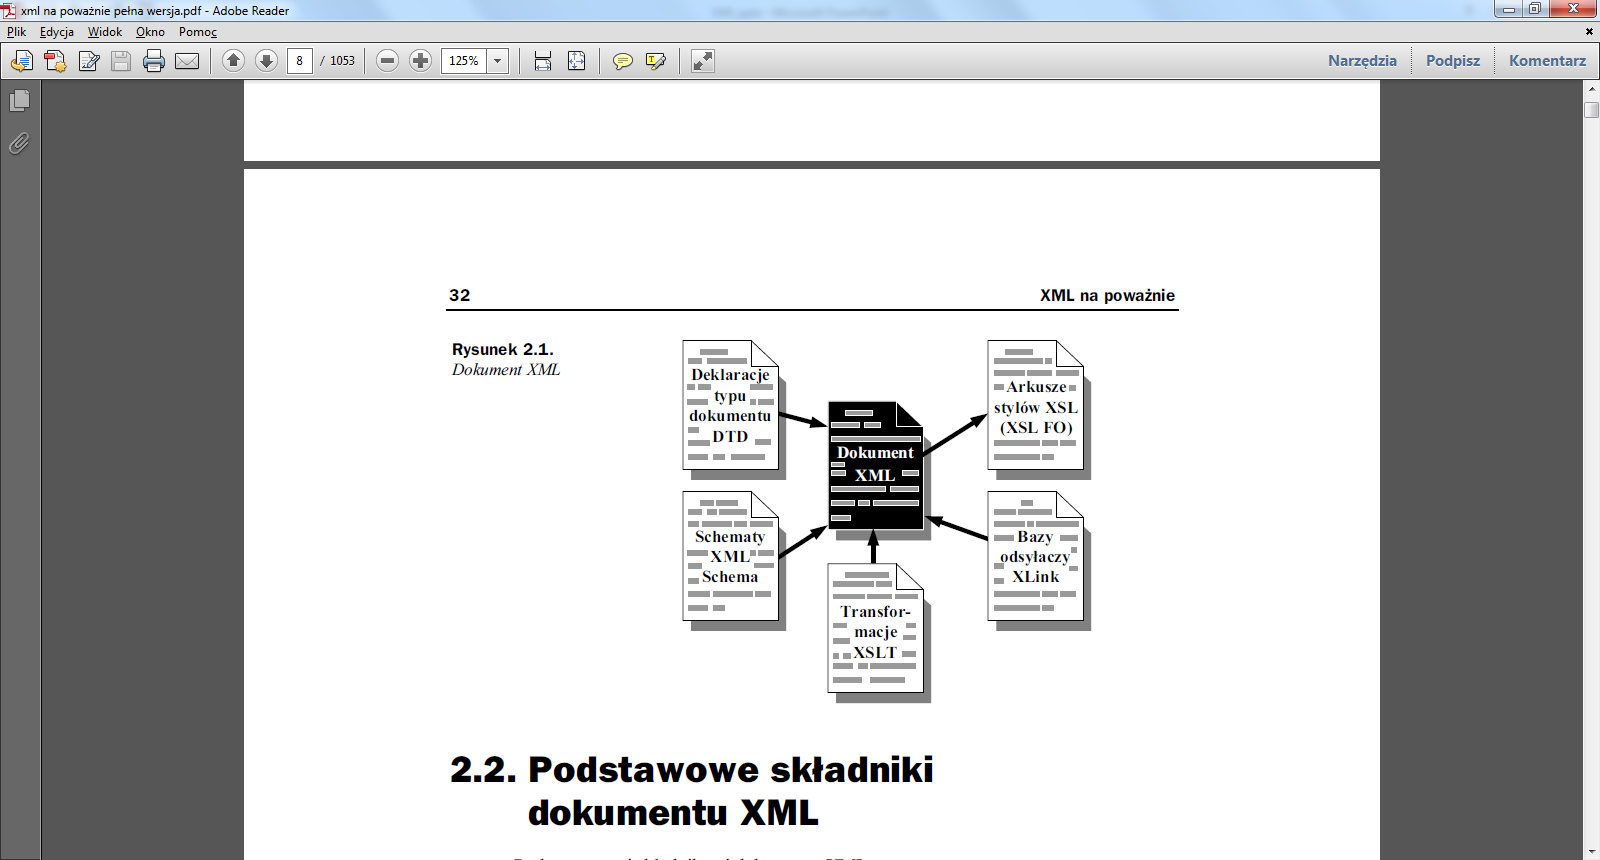 xml na poważnie pełna wersja.pdf - Adobe Reader
Plik Edycja Widok Okno Pomoc
8 / 1053 125% Narzędzia Podpisz Komentarz
32 XML na poważnie
Rysunek 2.1.
Dokument XML
Deklaracje
typu
dokumentu
DTD
Dokument
XML
Arkusze
stylów XSL
(XSL FO)
Schematy
XML
Schema
Transfor-
macje
XSLT
Bazy
odsyłaczy
XLink
2.2. Podstawowe składniki
dokumentu XML